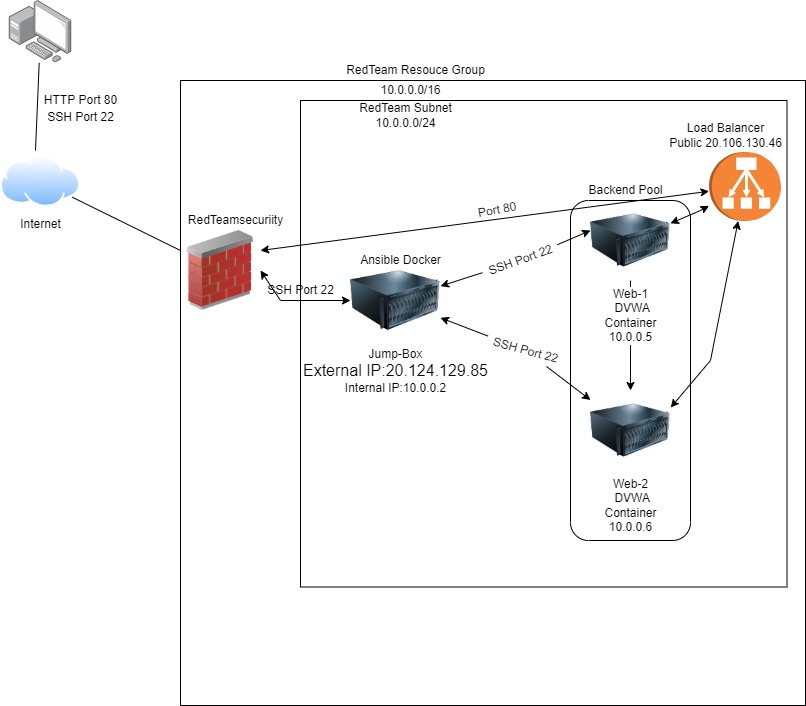 HTTP Port 80
SSH Port 22
Internet
RedTeam Resouce Group
10.0.0.0/16
RedTeam Subnet
10.0.0.0/24
Load Balancer
Public 20.106.130.46
Backend Pool
RedTeamsecuriity
Port 80
SSH Port 22
Ansible Docker
SSH Port 22
Jump-Box
External IP:20.124.129.85
Internal IP:10.0.0.2
SSH Port 22
Web-1
DVWA
Container
10.0.0.5
Web-2
DVWA
Container
10.0.0.6